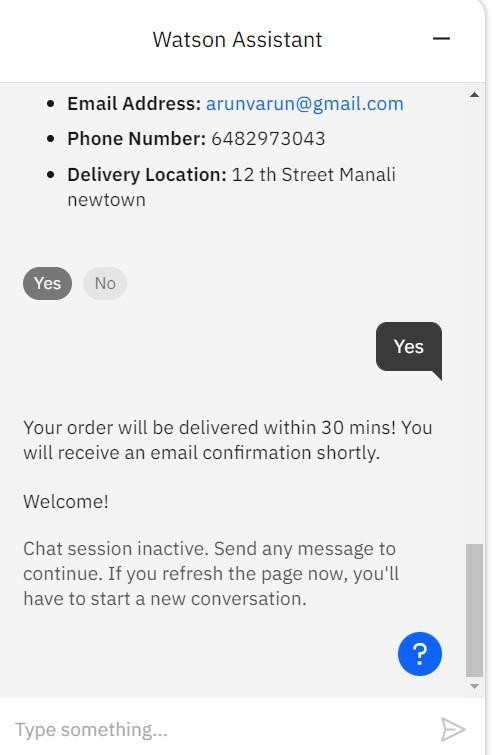 Watson Assistant
Email Address: arunvarun@gmail.com
Phone Number: 6482973043
Delivery Location: 12 th Street Manali
newtown
Yes No
Yes
Your order will be delivered within 30 mins! You
will receive an email confirmation shortly.
Welcome!
Chat session inactive. Send any message to
continue. If you refresh the page now, you'll
have to start a new conversation.
?
Type something...